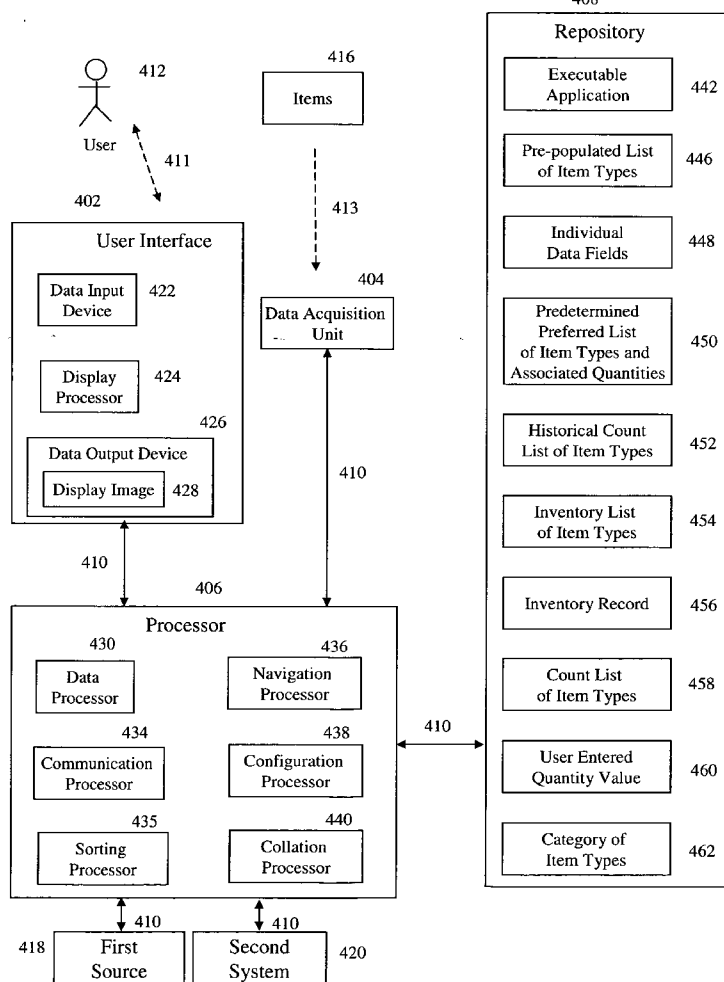 412
User
411
416
Items
413
402
User Interface
Data Input
Device
422
Display
Processor
424
426
Data Output Device
Display Image
428
404
Data Acquisition
Unit
410
410
406
Processor
430
Data
Processor
436
Navigation
Processor
434
Communication
Processor
438
Configuration
Processor
435
Sorting
Processor
440
Collation
Processor
410
410
410
418
First
Source
Second
System
420
Repository
Executable
Application
442
Pre-populated List
of Item Types
446
Individual
Data Fields
448
Predetermined
Preferred List
of Item Types and
Associated Quantities
450
Historical Count
List of Item Types
452
Inventory List
of Item Types
454
Inventory Record
456
Count List
of Item Types
458
User Entered
Quantity Value
460
Category of
Item Types
462